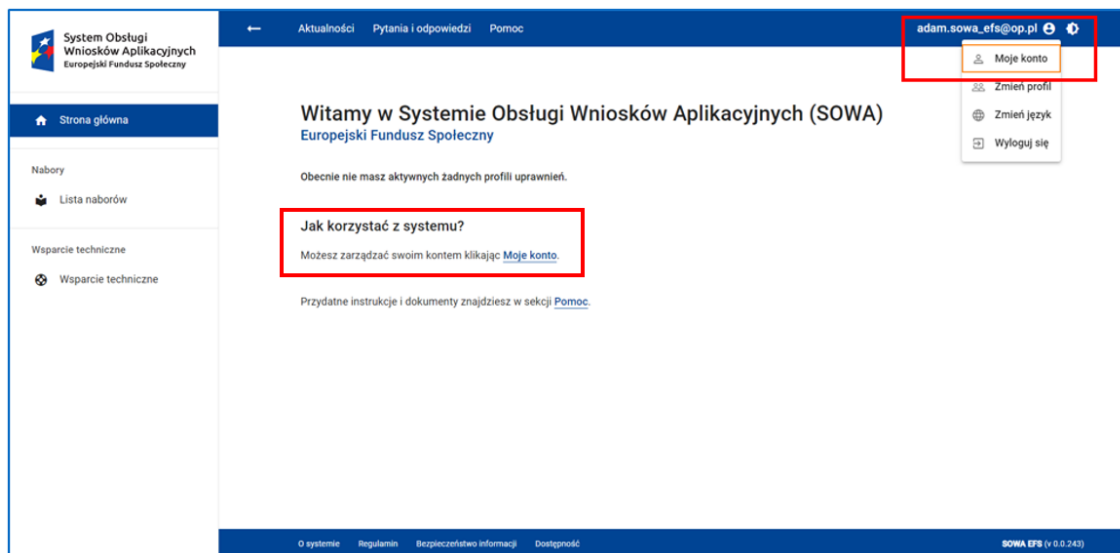 System Obsługi
Wniosków Aplikacyjnych
Europejski Fundusz Społeczny
Aktualności Pytania i odpowiedzi Pomoc
adam.sowa_efs@op.pl
Moje konto
Zmień profil
Zmień język
Wyloguj się
Strona główna
Nabory
Lista naborów
Wsparcie techniczne
Wsparcie techniczne
Witamy w Systemie Obsługi Wniosków Aplikacyjnych (SOWA)
Europejski Fundusz Społeczny
Obecnie nie masz aktywnych żadnych profili uprawnień.
Jak korzystać z systemu?
Możesz zarządzać swoim kontem klikając Moje konto.
Przydatne instrukcje i dokumenty znajdziesz w sekcji Pomoc.
O systemie Regulamin Bezpieczeństwo informacji Dostępność
SOWA EFS (v 0.0.243)